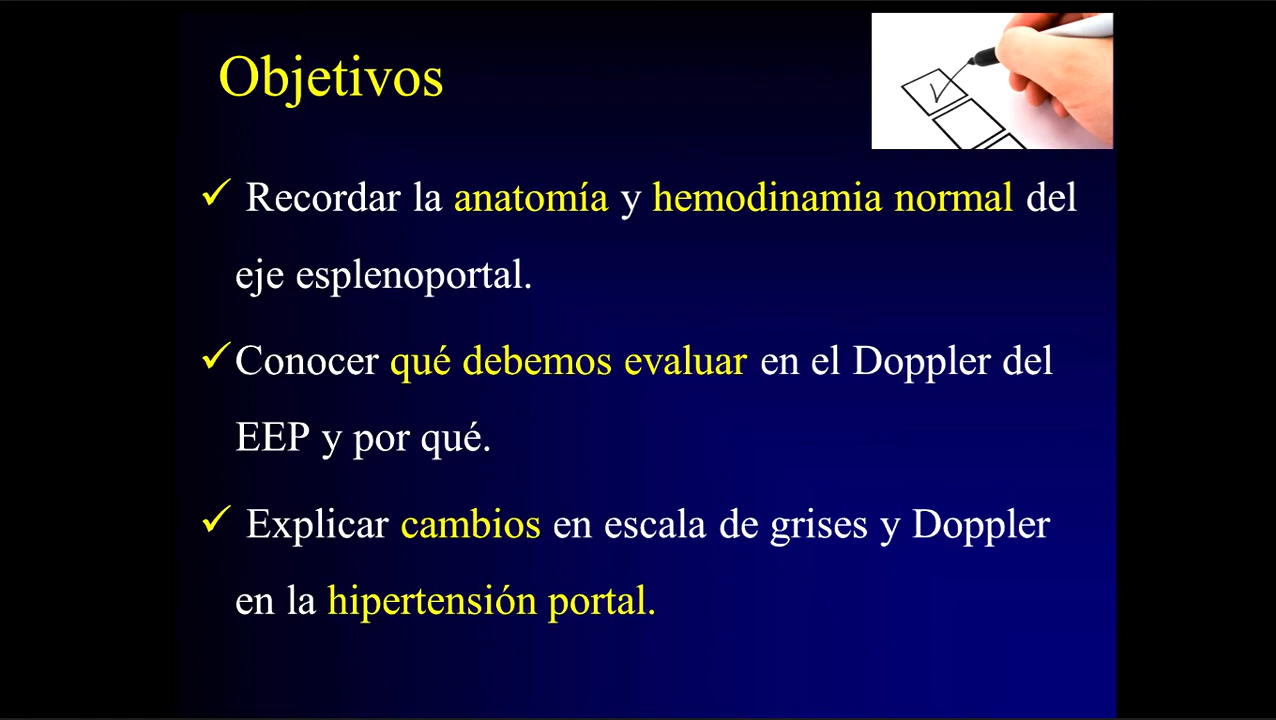 Objetivos
✓ Recordar la anatomía y hemodinamia normal del
eje esplenoportal.
✓ Conocer qué debemos evaluar en el Doppler del
EEP y por qué.
✓ Explicar cambios en escala de grises y Doppler
en la hipertensión portal.